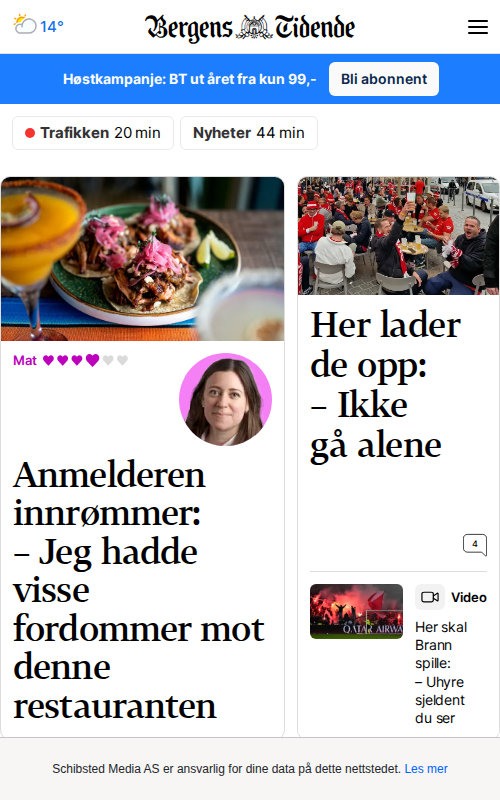 14°
Bergens Tidende
Høstkampanje: BT ut året fra kun 99,-
Bli abonnent
Trafikken 20 min
Nyheter 44 min
Mat
Anmelderen
innrømmer:
– Jeg hadde
visse
fordommer mot
denne
restauranten
Her lader
de opp:
– Ikke
gå alene
4
QATAR AIRWA
Video
Her skal
Brann
spille:
– Uhyre
sjeldent
du ser
Schibsted Media AS er ansvarlig for dine data på dette nettstedet. Les mer